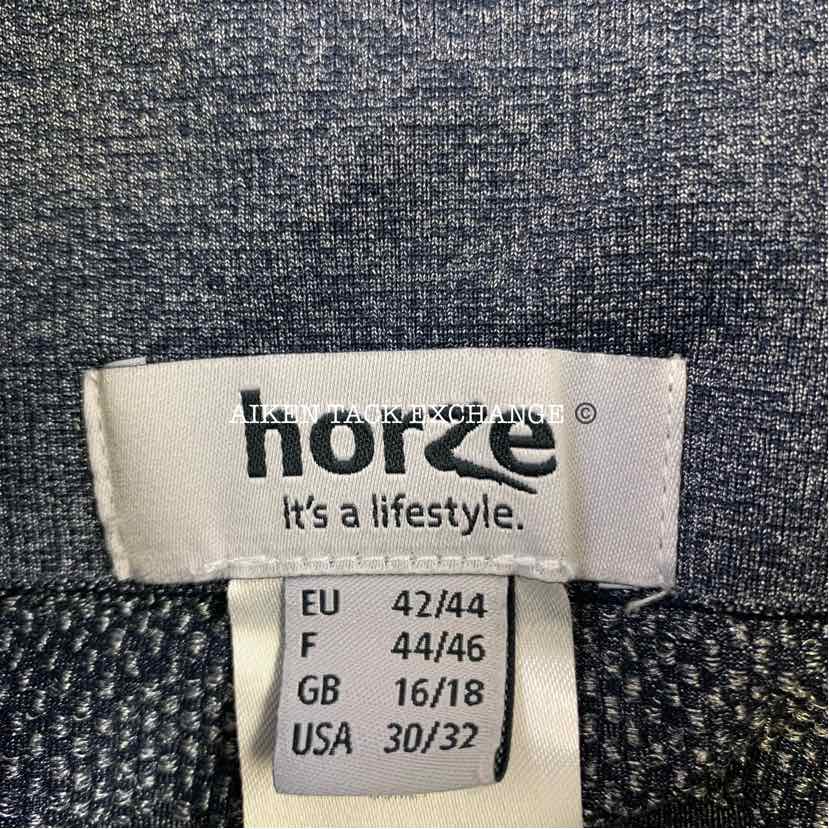 horze
AIKEN TACK EXCHANGE ©
It's a lifestyle.
EU 42/44
F 44/46
GB 16/18
USA 30/32